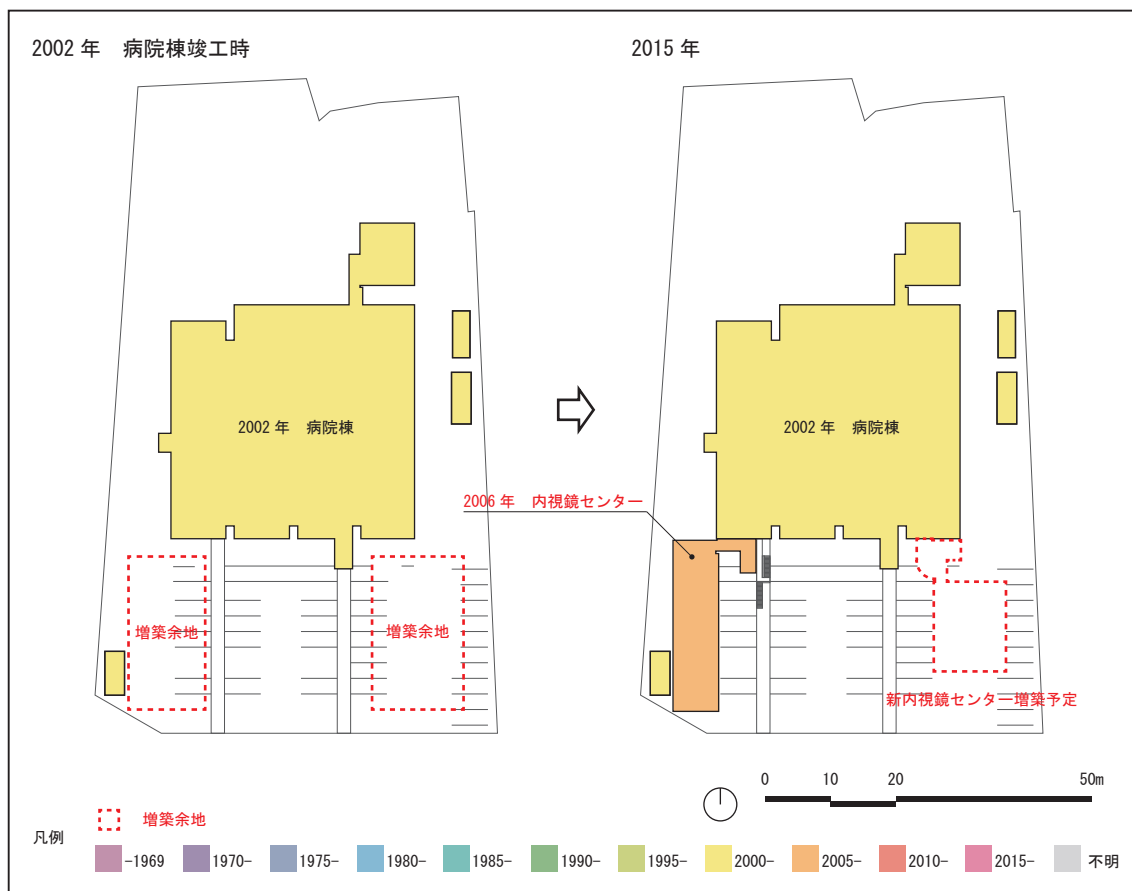 2002 年　病院棟竣工時
2015 年
2002 年　病院棟
2002 年　病院棟
2006 年　内視鏡センター
増築余地
増築余地
新内視鏡センター増築予定
0 10 20 50m
増築余地
凡例
-1969 1970- 1975- 1980- 1985- 1990- 1995- 2000- 2005- 2010- 2015- 不明